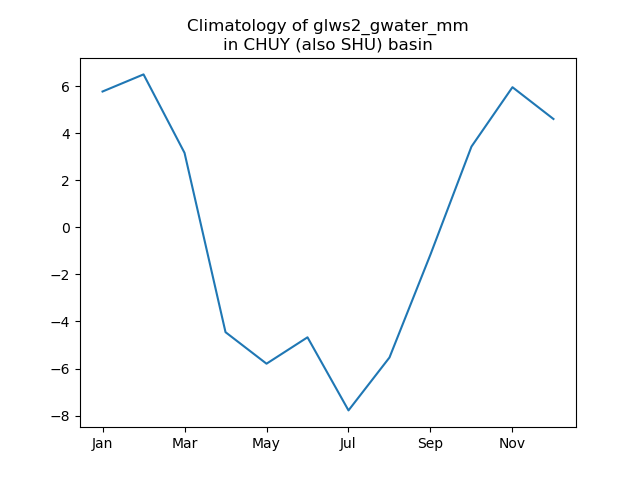 Climatology of glws2_gwater_mm
in CHUY (also SHU) basin
6
4
2
0
−2
−4
−6
−8
Jan
Mar
May
Jul
Sep
Nov